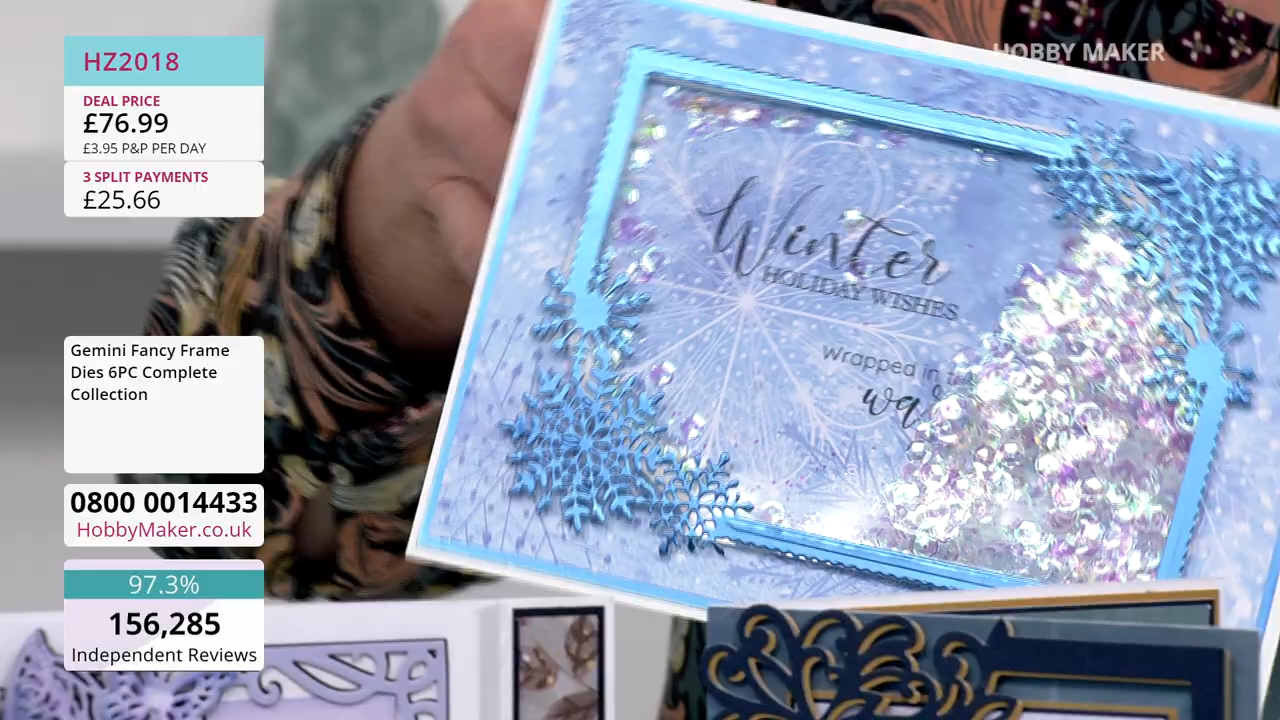 HZ2018
DEAL PRICE
£76.99
£3.95 P&P PER DAY
3 SPLIT PAYMENTS
£25.66
Gemini Fancy Frame
Dies 6PC Complete
Collection
0800 0014433
HobbyMaker.co.uk
97.3%
156,285
Independent Reviews
HOBBY MAKER
Winter
HOLIDAY WISHES
Wrapped in